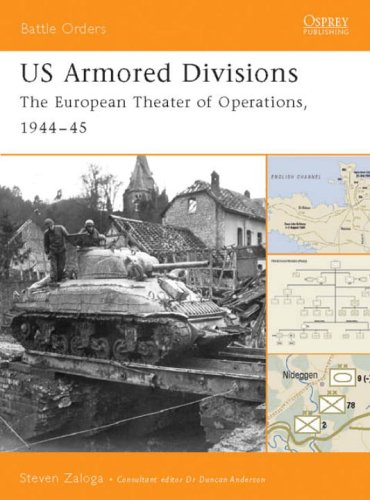 Battle Orders
OSPREY
PUBLISHING
US Armored Divisions
The European Theater of Operations,
1944–45
ENGLISH CHANNEL
Nideggen
9 (-)
78
2
Steven Zaloga • Consultant editor Dr Duncan Anderson